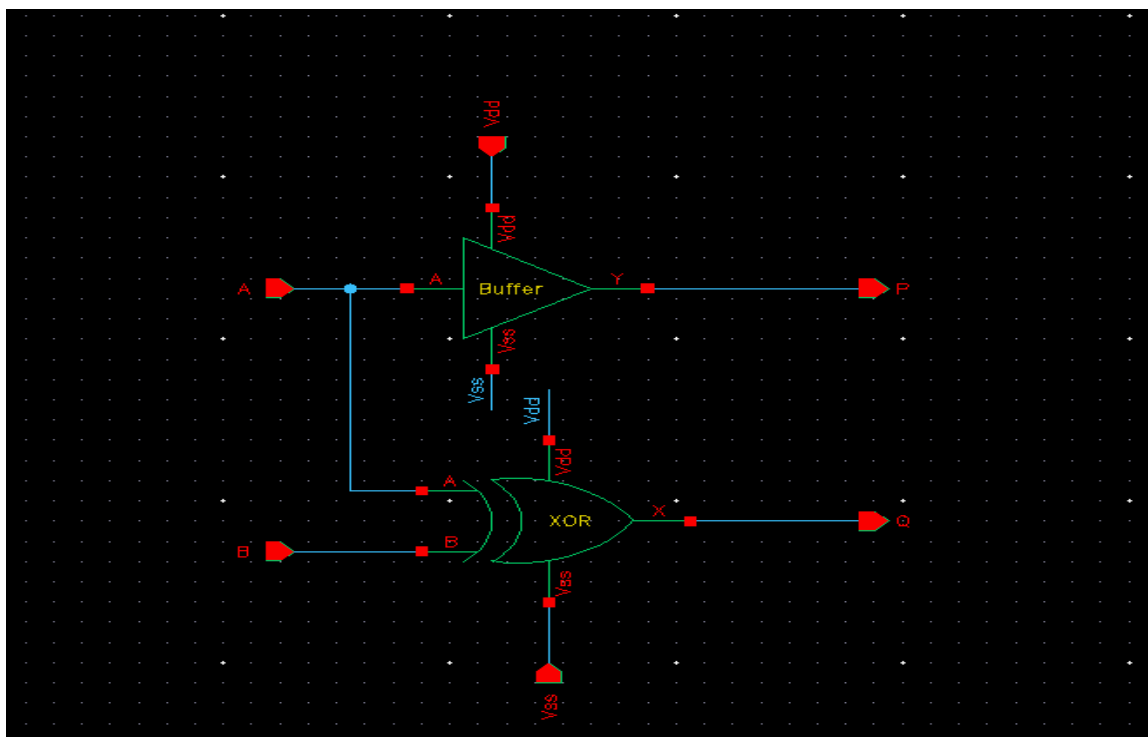 Vdd
Vdd
A A Buffer Y P
Vss
Vss
Vdd
Vdd
A
XOR X Q
B B
Vss
Vss